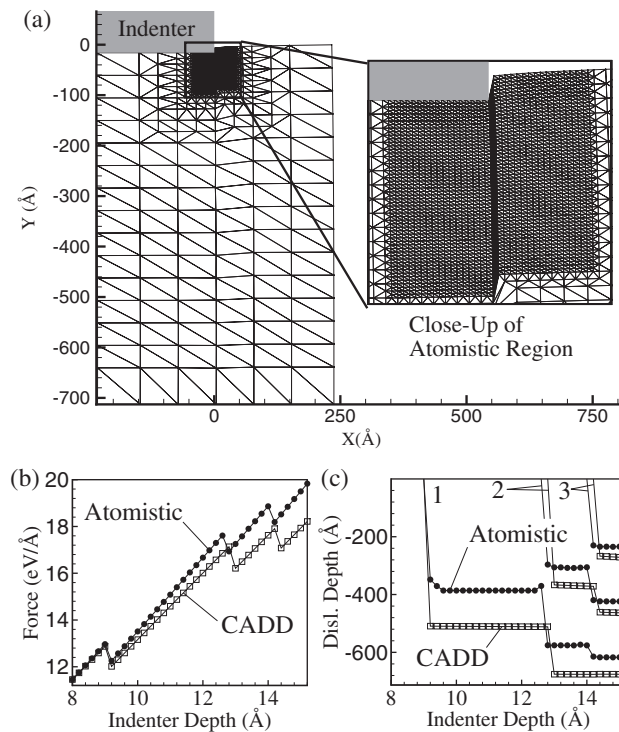 (a)
Indenter
0
-100
-200
-300
-400
-500
-600
-700
Y (Å)
0
250
500
750
X(Å)
Close-Up of
Atomistic Region
(b)
20
18
16
14
12
Force (eV/Å)
Atomistic
CADD
8
10
12
14
Indenter Depth (Å)
(c)
1
2
3
-200
-400
-600
Disl. Depth (Å)
Atomistic
CADD
8
10
12
14
Indenter Depth (Å)